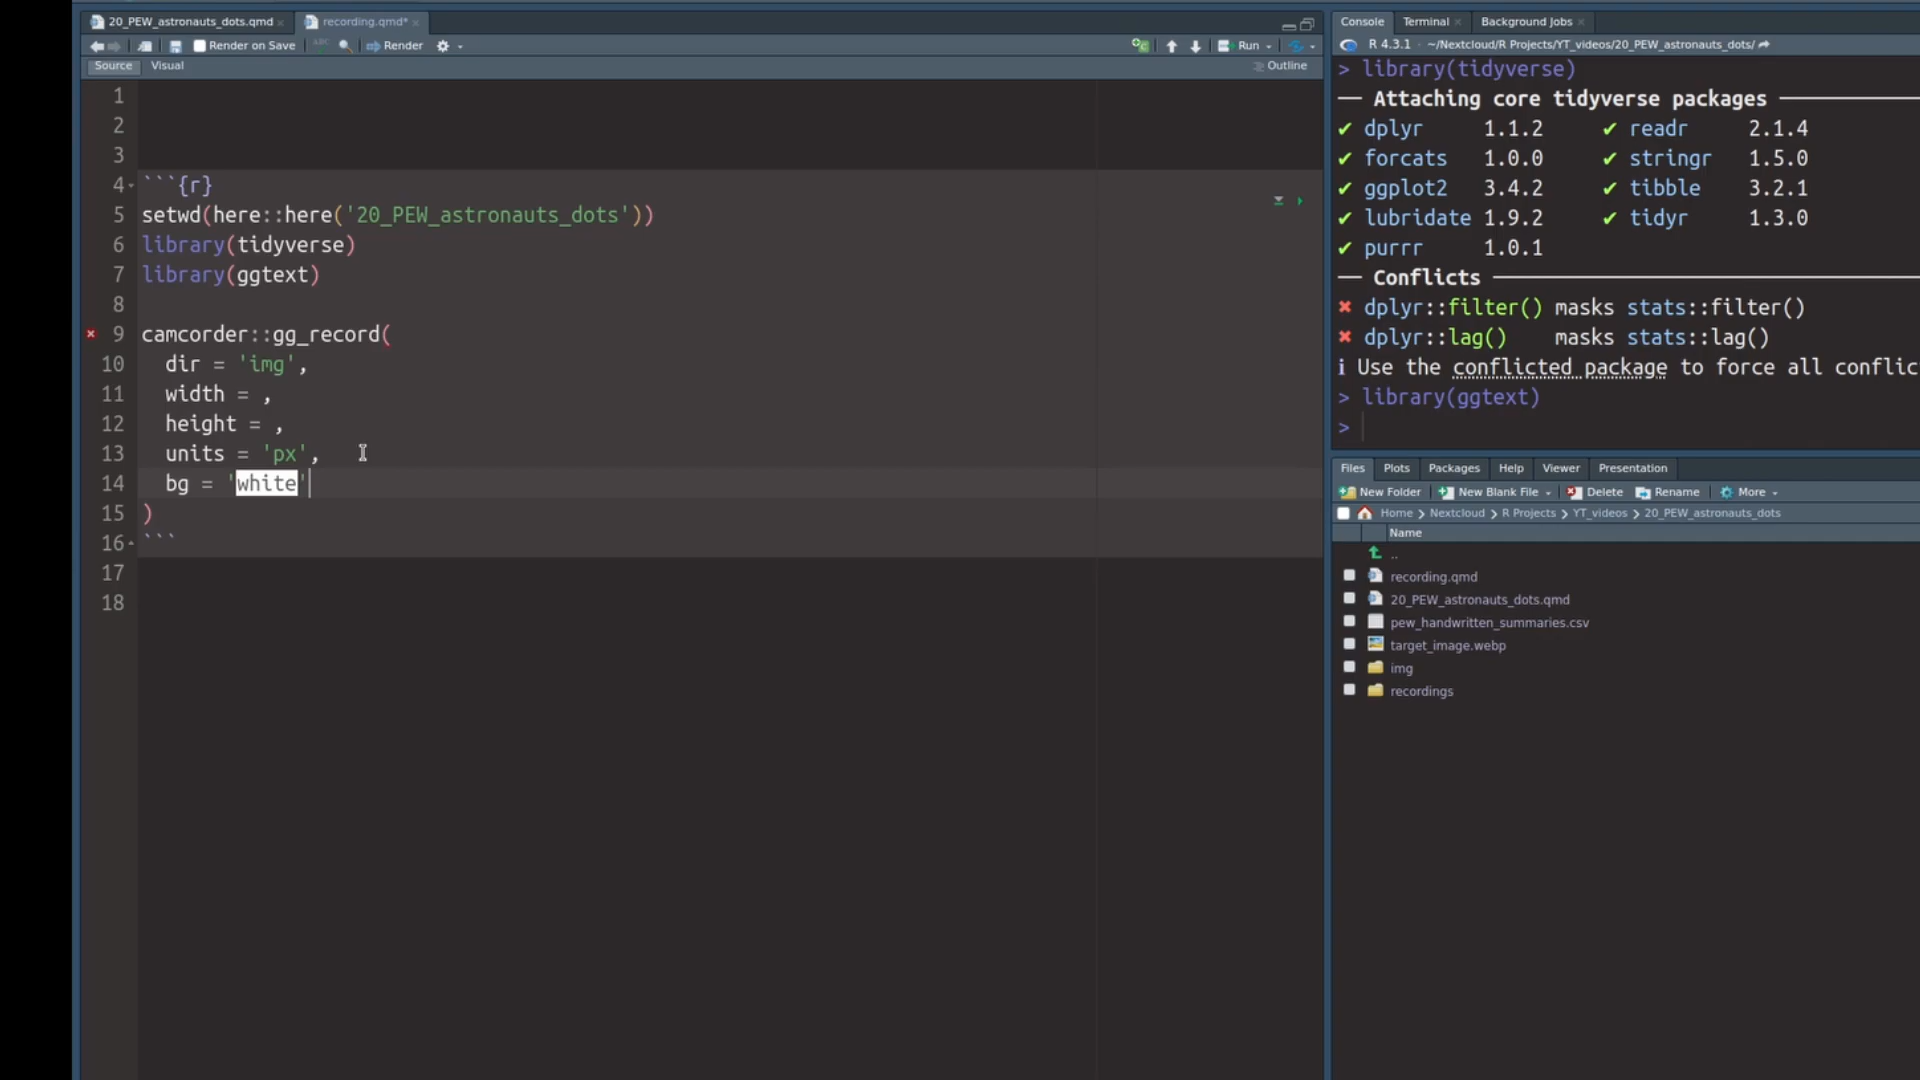 20_PEW_astronauts_dots.qmd
recording.qmd*
Render on Save
ABC
Render
Run
Source
Visual
Outline
1
2
3
4 ```{r}
5 setwd(here::here('20_PEW_astronauts_dots'))
6 library(tidyverse)
7 library(ggtext)
8
9 camcorder::gg_record(
10 dir = 'img',
11 width = ,
12 height = ,
13 units = 'px',
14 bg = 'white'
15 )
16 ```
17
18
Console
Terminal
Background Jobs
R 4.3.1 · ~/Nextcloud/R Projects/YT_videos/20_PEW_astronauts_dots/
> library(tidyverse)
── Attaching core tidyverse packages ──
✔ dplyr 1.1.2 ✔ readr 2.1.4
✔ forcats 1.0.0 ✔ stringr 1.5.0
✔ ggplot2 3.4.2 ✔ tibble 3.2.1
✔ lubridate 1.9.2 ✔ tidyr 1.3.0
✔ purrr 1.0.1
── Conflicts ──
✖ dplyr::filter() masks stats::filter()
✖ dplyr::lag() masks stats::lag()
ℹ Use the conflicted package to force all conflic
> library(ggtext)
>
Files
Plots
Packages
Help
Viewer
Presentation
New Folder
New Blank File
Delete
Rename
More
Home > Nextcloud > R Projects > YT_videos > 20_PEW_astronauts_dots
Name
..
recording.qmd
20_PEW_astronauts_dots.qmd
pew_handwritten_summaries.csv
target_image.webp
img
recordings